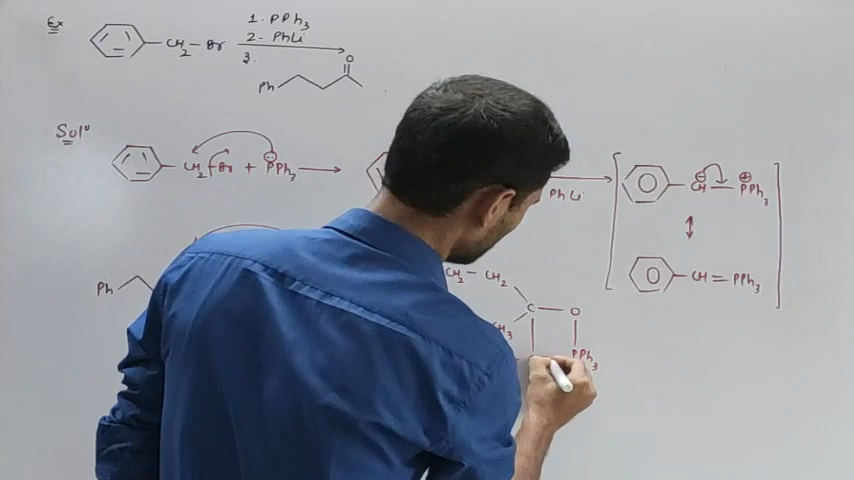 Ex
1. PPh3
CH2 - Br
2. PhLi
3.
O
Ph
Sol^n
CH2 - Br + PPh3
PhLi
CH — PPh3
CH = PPh3
Ph
CH2 - CH2
C — O
CH3
PPh3